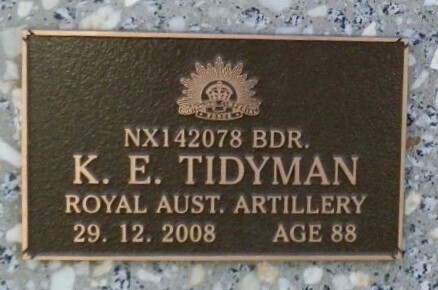 NX142078 BDR.
K. E. TIDYMAN
ROYAL AUST. ARTILLERY
29. 12. 2008 AGE 88